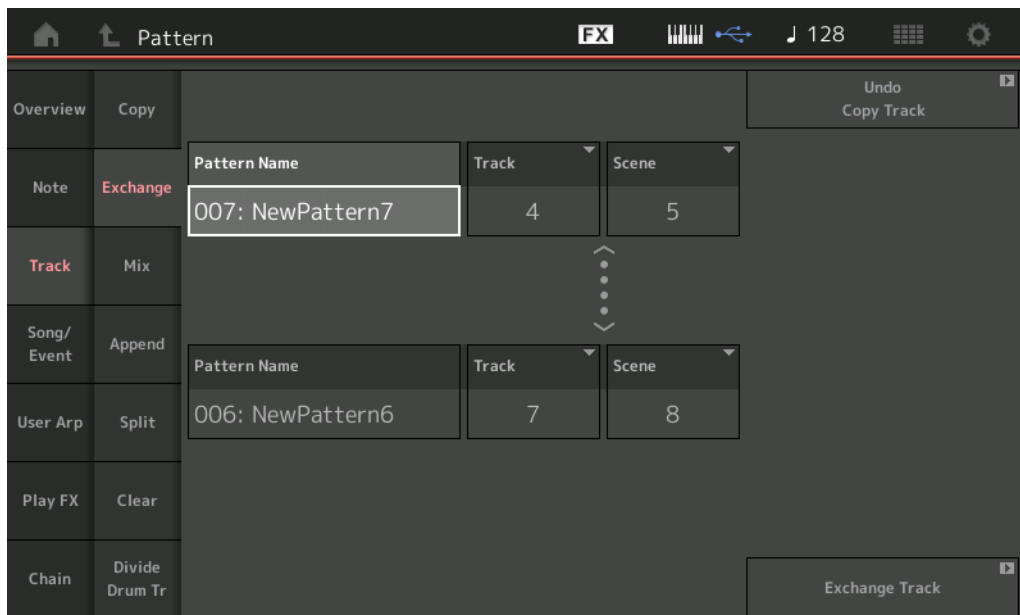 Pattern
FX
♩ 128
Overview
Copy
Undo
Copy Track
Note
Exchange
Pattern Name
Track
Scene
007: NewPattern7
4
5
Track
Mix
Song/
Event
Append
Pattern Name
Track
Scene
006: NewPattern6
7
8
User Arp
Split
Play FX
Clear
Chain
Divide
Drum Tr
Exchange Track